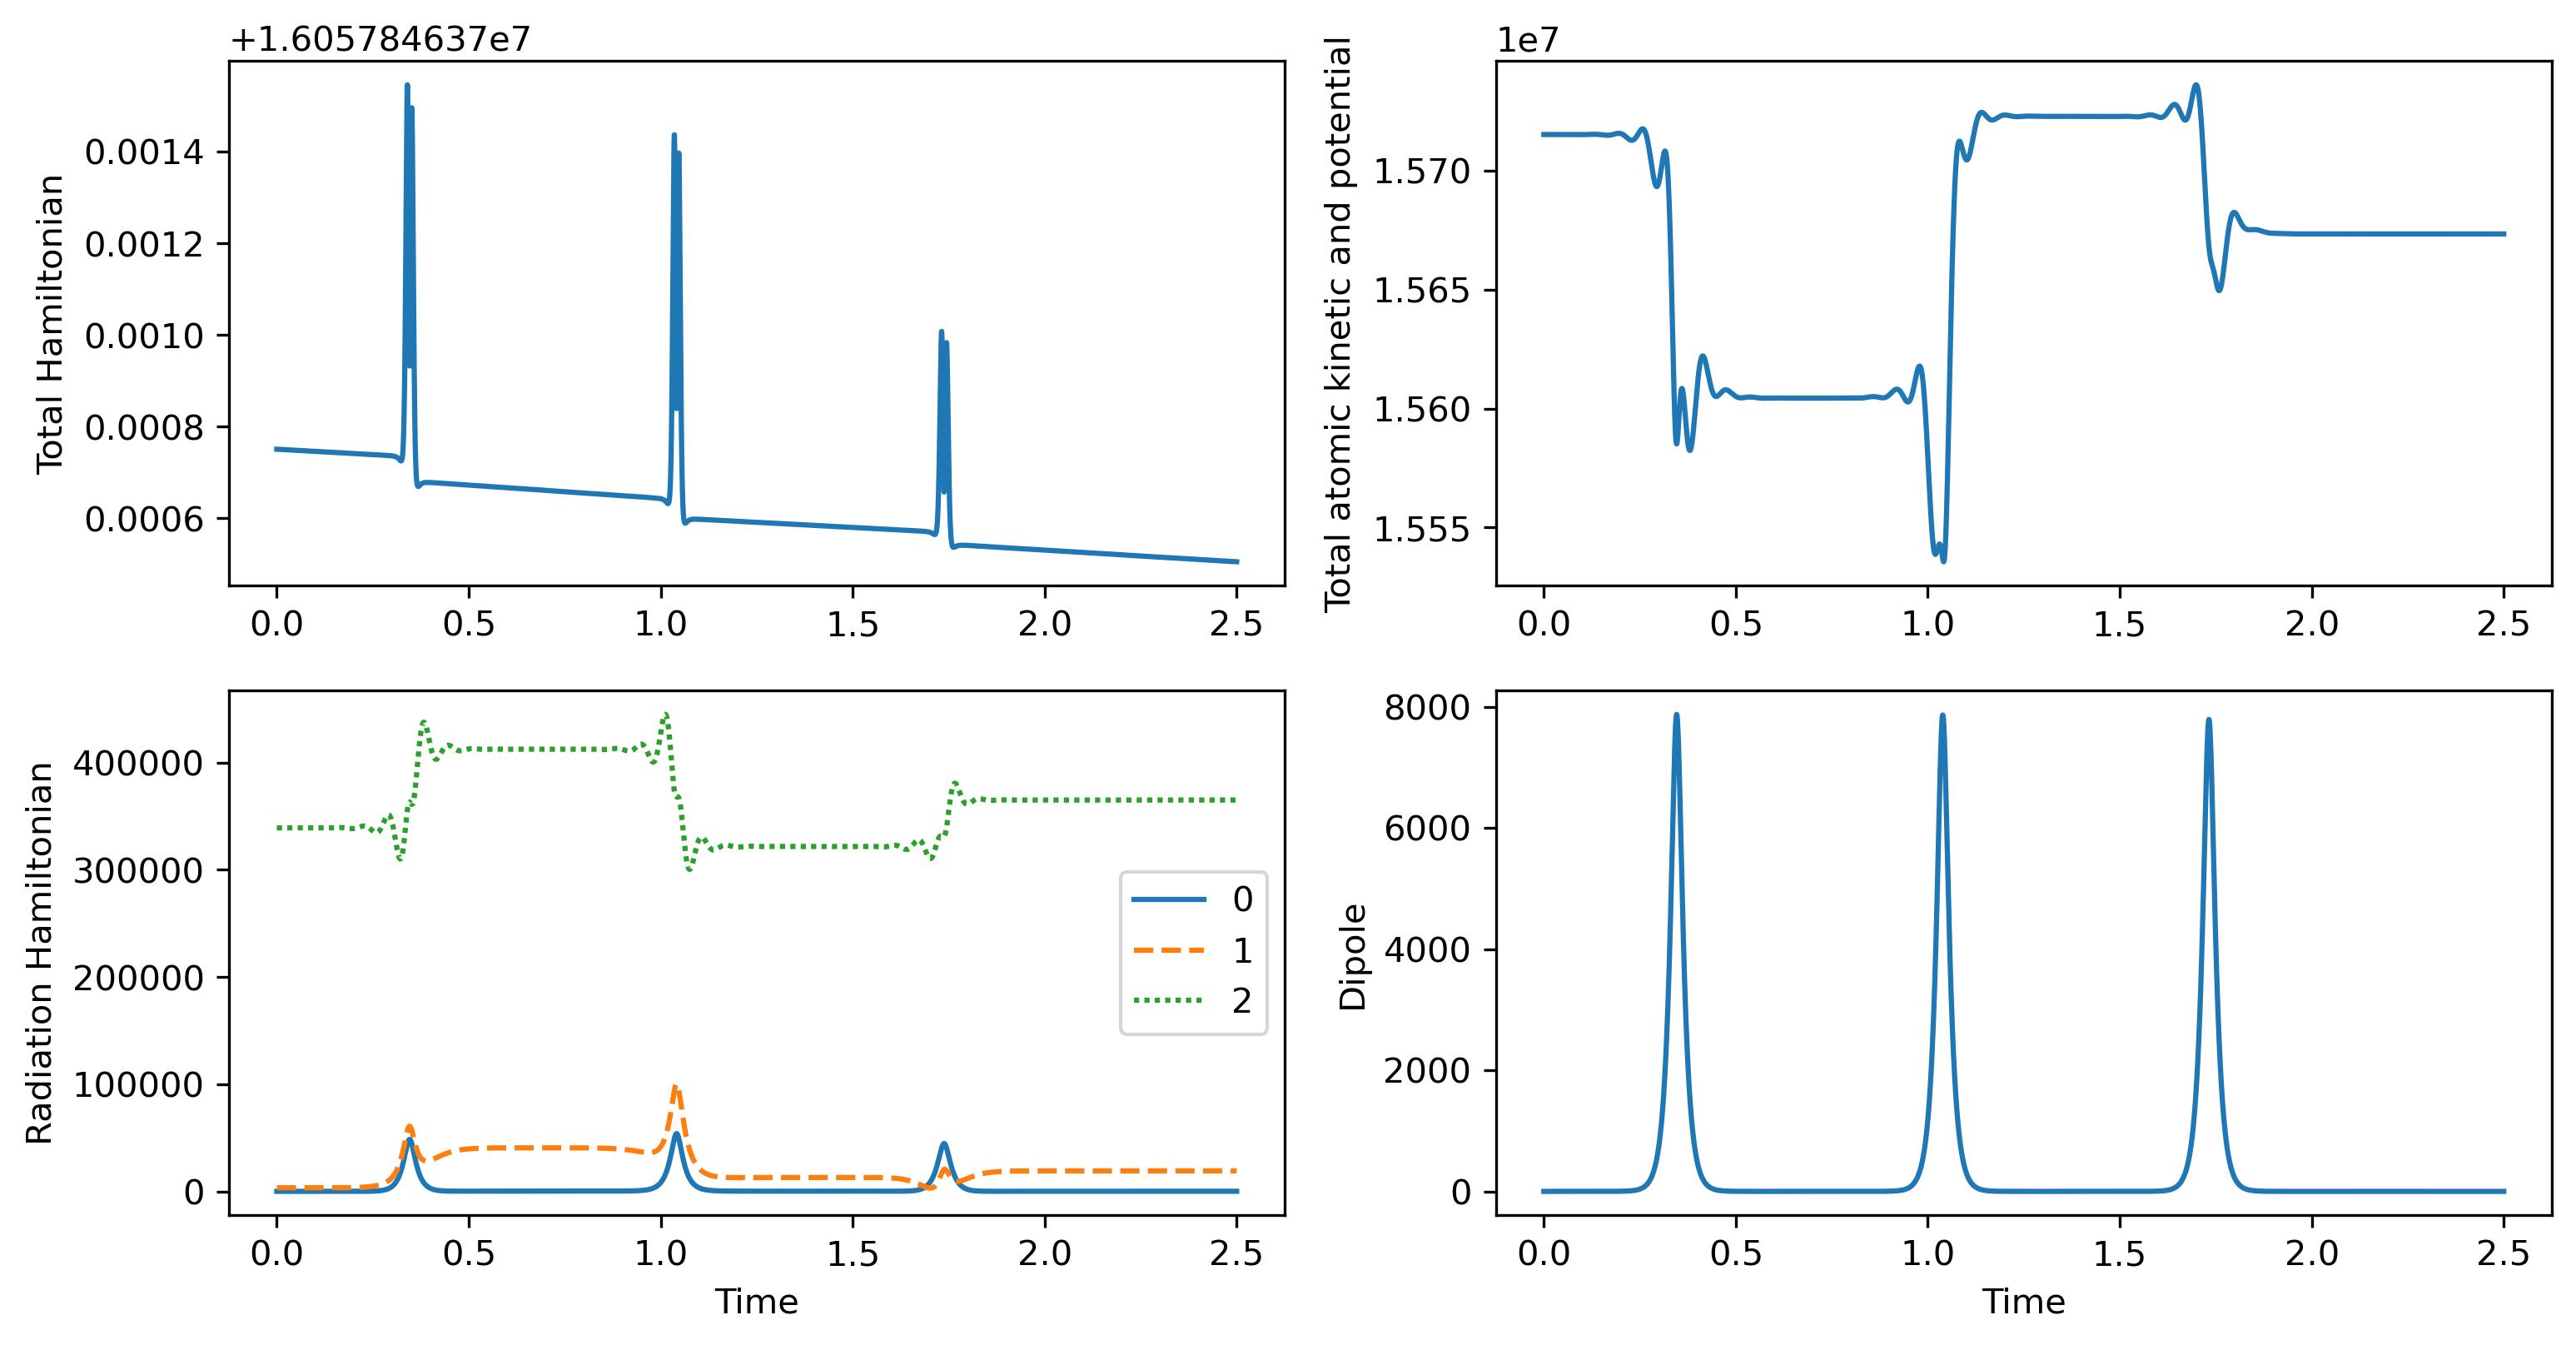 +1.605784637e7
Total Hamiltonian
0.0014
0.0012
0.0010
0.0008
0.0006
0.0 0.5 1.0 1.5 2.0 2.5
1e7
Total atomic kinetic and potential
1.570
1.565
1.560
1.555
0.0 0.5 1.0 1.5 2.0 2.5
Radiation Hamiltonian
400000
300000
200000
100000
0
0
1
2
0.0 0.5 1.0 1.5 2.0 2.5
Time
Dipole
8000
6000
4000
2000
0
0.0 0.5 1.0 1.5 2.0 2.5
Time